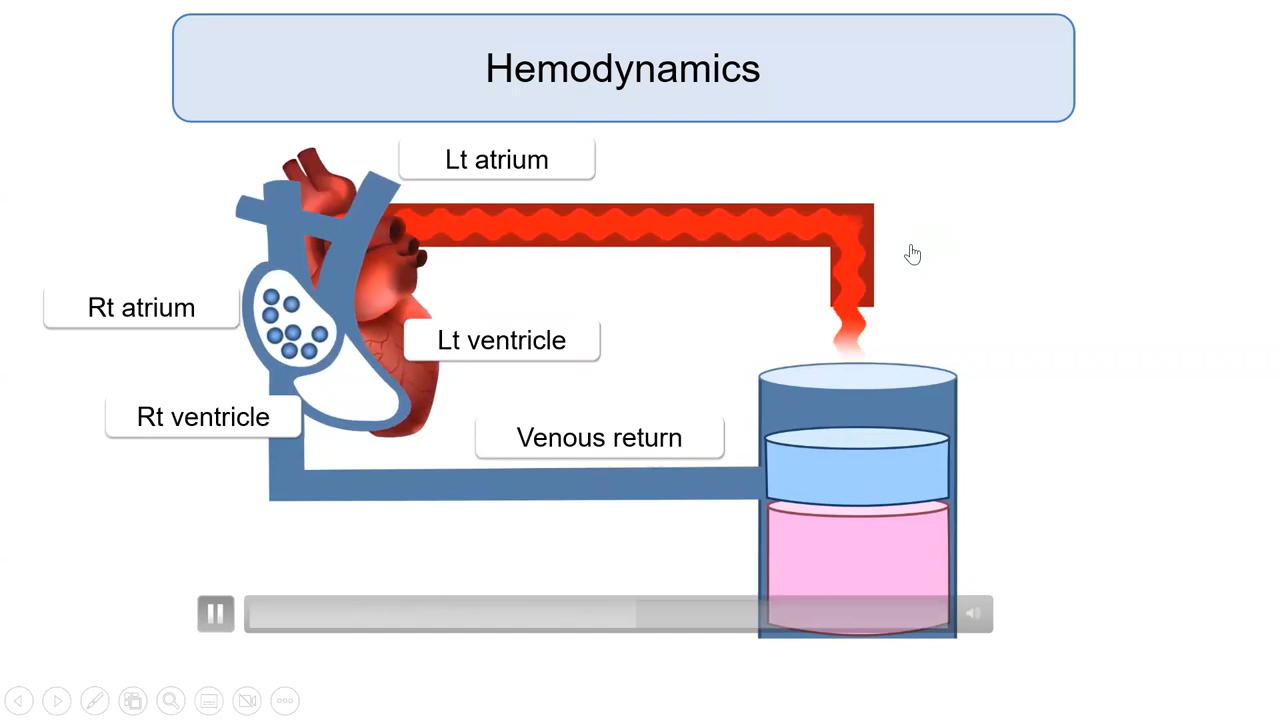 Hemodynamics
Lt atrium
Rt atrium
Lt ventricle
Rt ventricle
Venous return